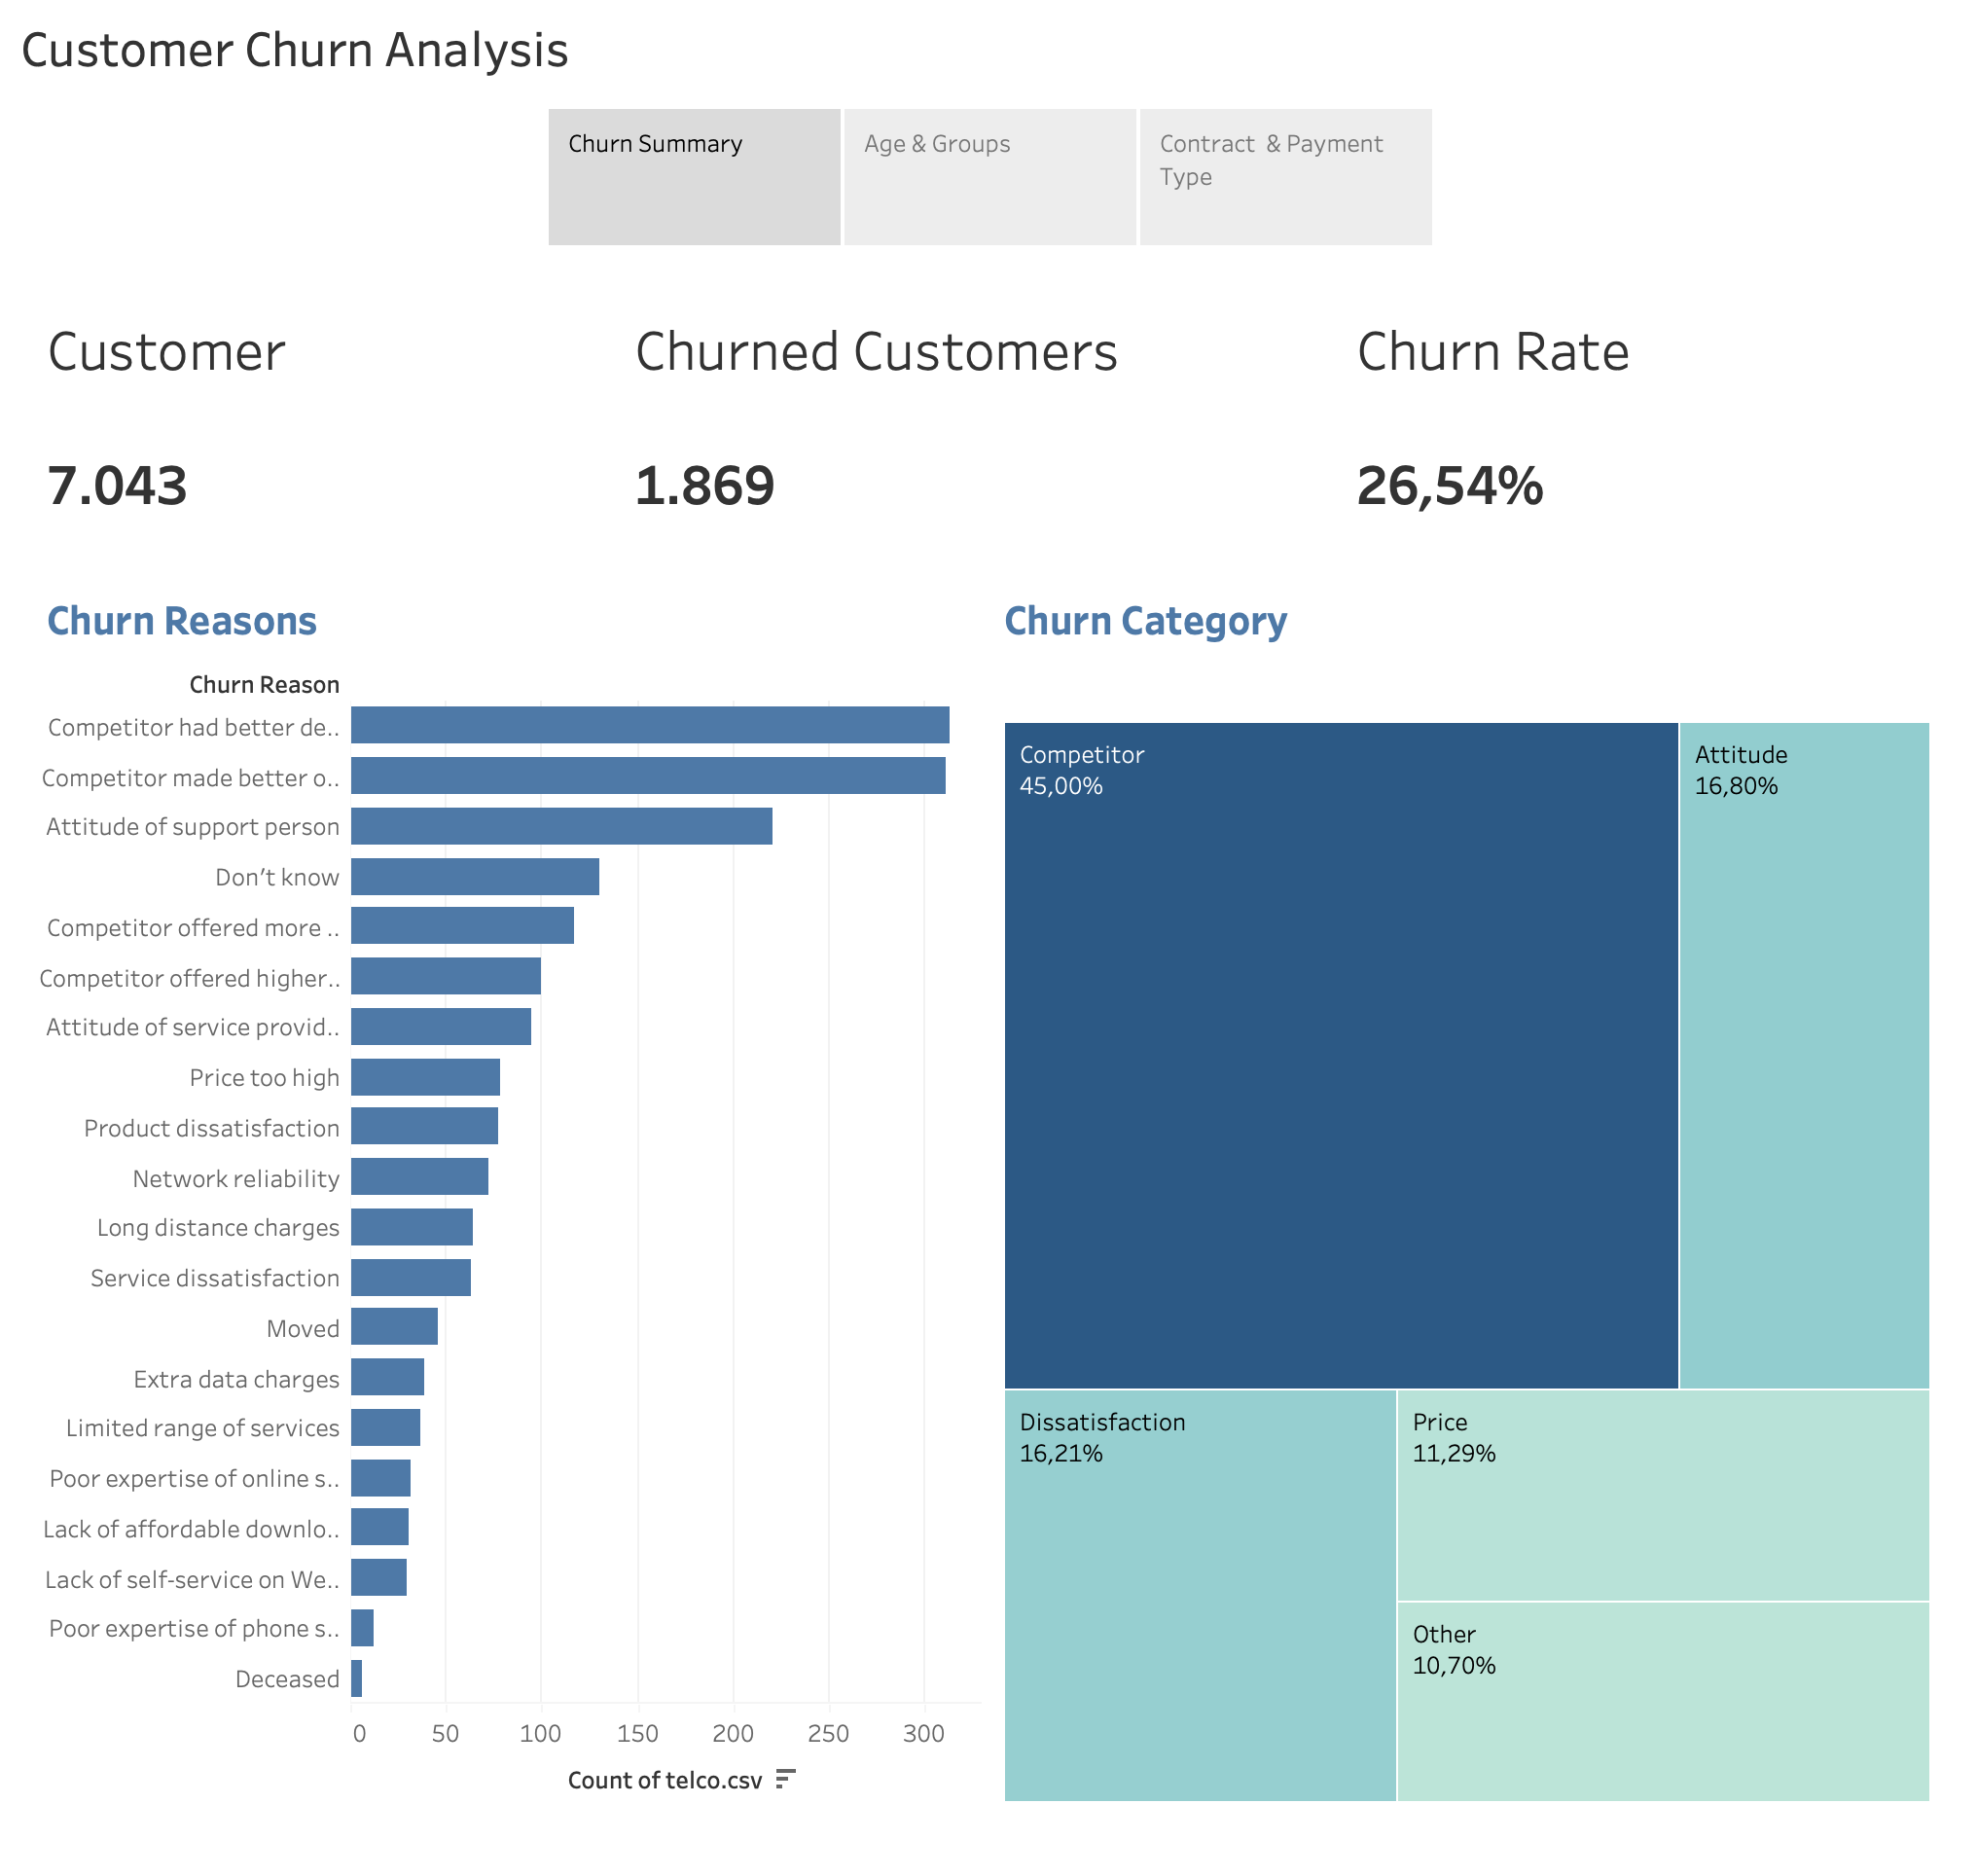 Customer Churn Analysis
Churn Summary
Age & Groups
Contract  & Payment
Type
Customer
Churned Customers
Churn Rate
7.043
1.869
26,54%
Churn Reasons
Churn Reason
Competitor had better de..
Competitor made better o..
Attitude of support person
Don’t know
Competitor offered more ..
Competitor offered higher..
Attitude of service provid..
Price too high
Product dissatisfaction
Network reliability
Long distance charges
Service dissatisfaction
Moved
Extra data charges
Limited range of services
Poor expertise of online s..
Lack of affordable downlo..
Lack of self-service on We..
Poor expertise of phone s..
Deceased
0 50 100 150 200 250 300
Count of telco.csv
Churn Category
Competitor
45,00%
Attitude
16,80%
Dissatisfaction
16,21%
Price
11,29%
Other
10,70%